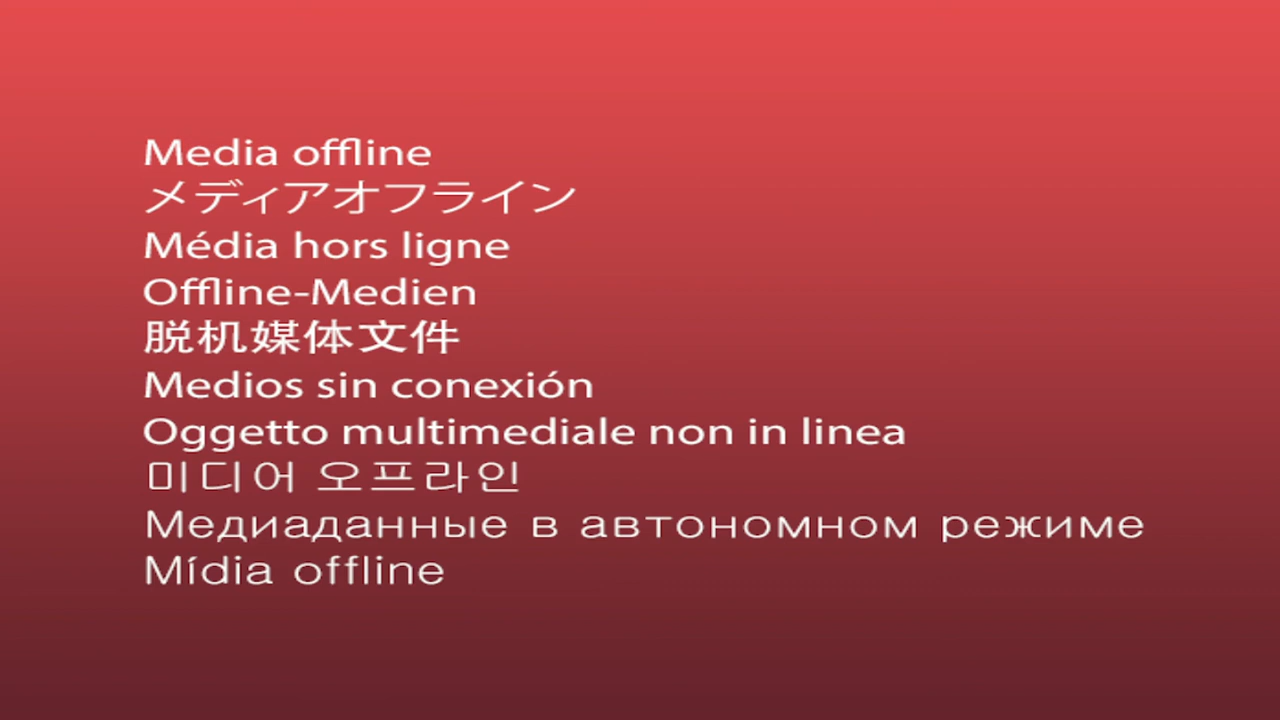 Media offline
メディアオフライン
Média hors ligne
Offline-Medien
脱机媒体文件
Medios sin conexión
Oggetto multimediale non in linea
미디어 오프라인
Медиаданные в автономном режиме
Mídia offline